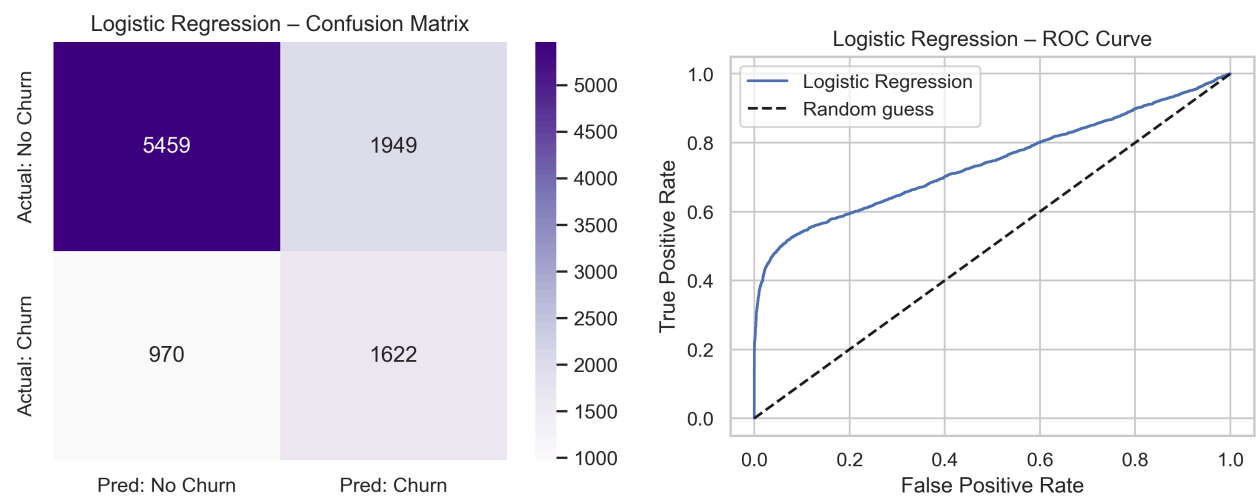 Logistic Regression – Confusion Matrix
Actual: No Churn
Actual: Churn
5459
1949
970
1622
Pred: No Churn
Pred: Churn
5000
4500
4000
3500
3000
2500
2000
1500
1000
Logistic Regression – ROC Curve
Logistic Regression
Random guess
True Positive Rate
1.0
0.8
0.6
0.4
0.2
0.0
0.0
0.2
0.4
0.6
0.8
1.0
False Positive Rate